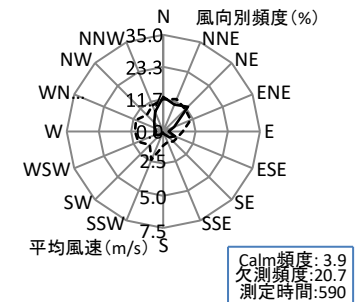 N 風向別頻度(%)
35.0
NNW NNE
NW 23.3 NE
WN... 11.7 ENE
W 0.0 E
WSW 2.5 ESE
SW 5.0 SE
SSW SSE
7.5
平均風速(m/s) S
Calm頻度: 3.9
欠測頻度:20.7
測定時間:590